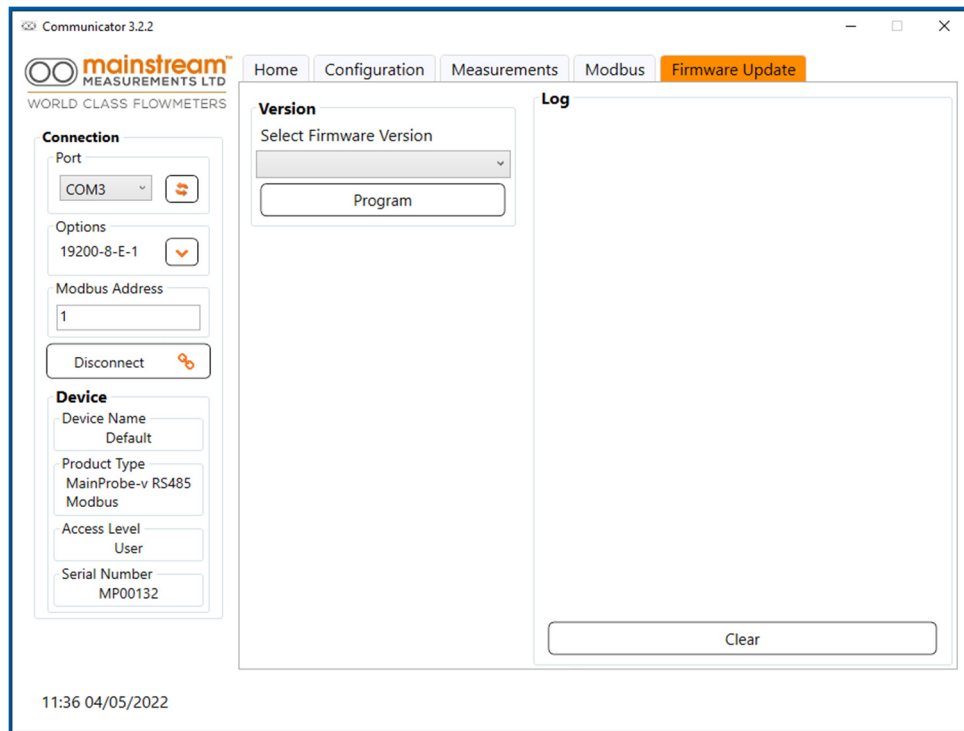 Communicator 3.2.2
mainstream™
MEASUREMENTS LTD
WORLD CLASS FLOWMETERS
Home
Configuration
Measurements
Modbus
Firmware Update
Connection
Port
COM3
Options
19200-8-E-1
Modbus Address
1
Disconnect
Device
Device Name
Default
Product Type
MainProbe-v RS485
Modbus
Access Level
User
Serial Number
MP00132
Version
Select Firmware Version
Program
Log
Clear
11:36 04/05/2022